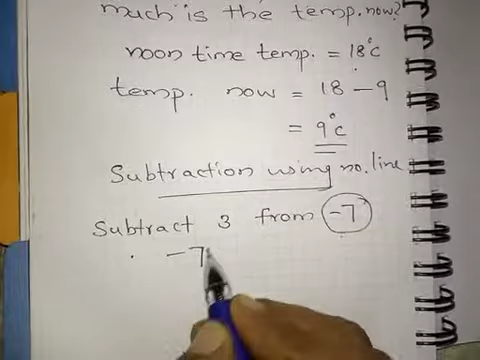 much is the temp. now?
noon time temp. = 18°c
temp. now = 18 - 9
= 9°c
Subtraction using no. line
Subtract 3 from -7
-7